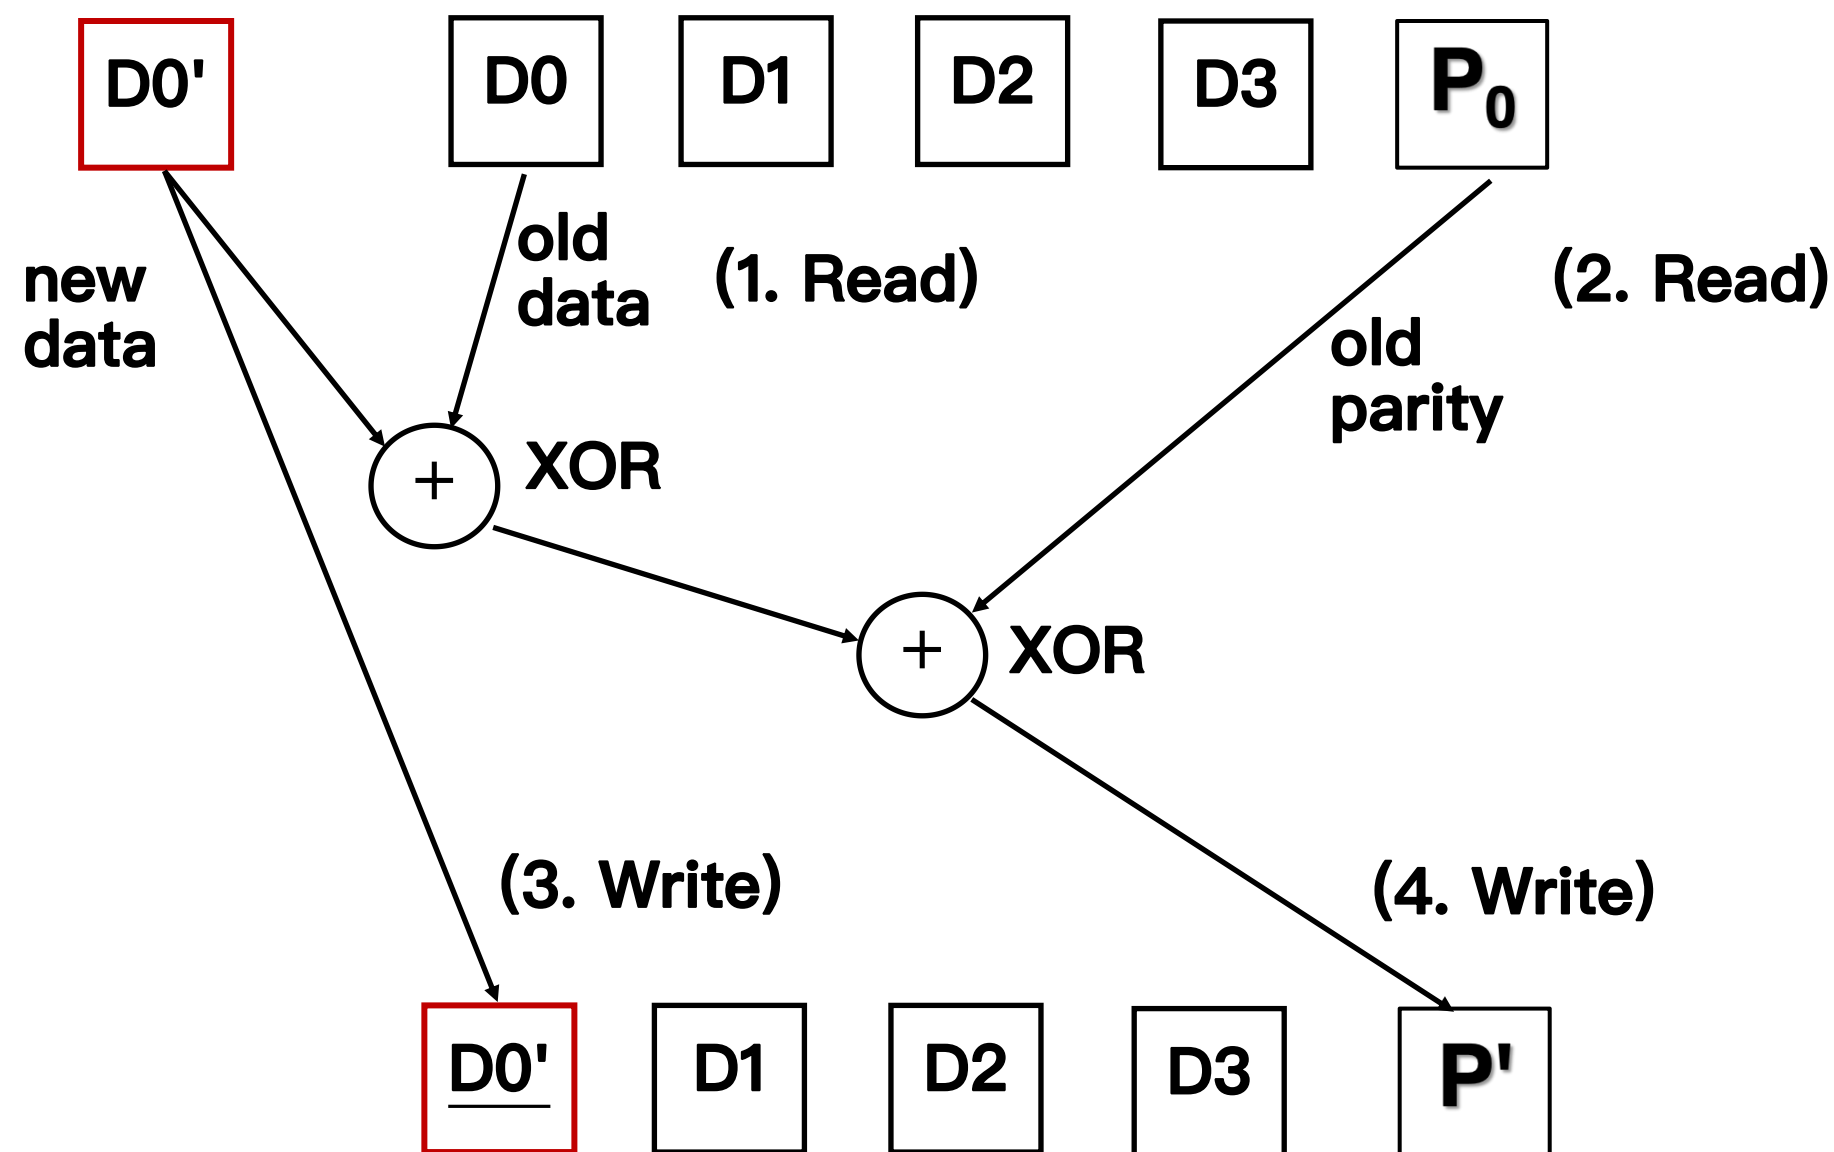 D0' D0 D1 D2 D3 P₀
new
data
old
data
(1. Read)
(2. Read)
old
parity
+ XOR
+ XOR
(3. Write)
(4. Write)
D0' D1 D2 D3 P'